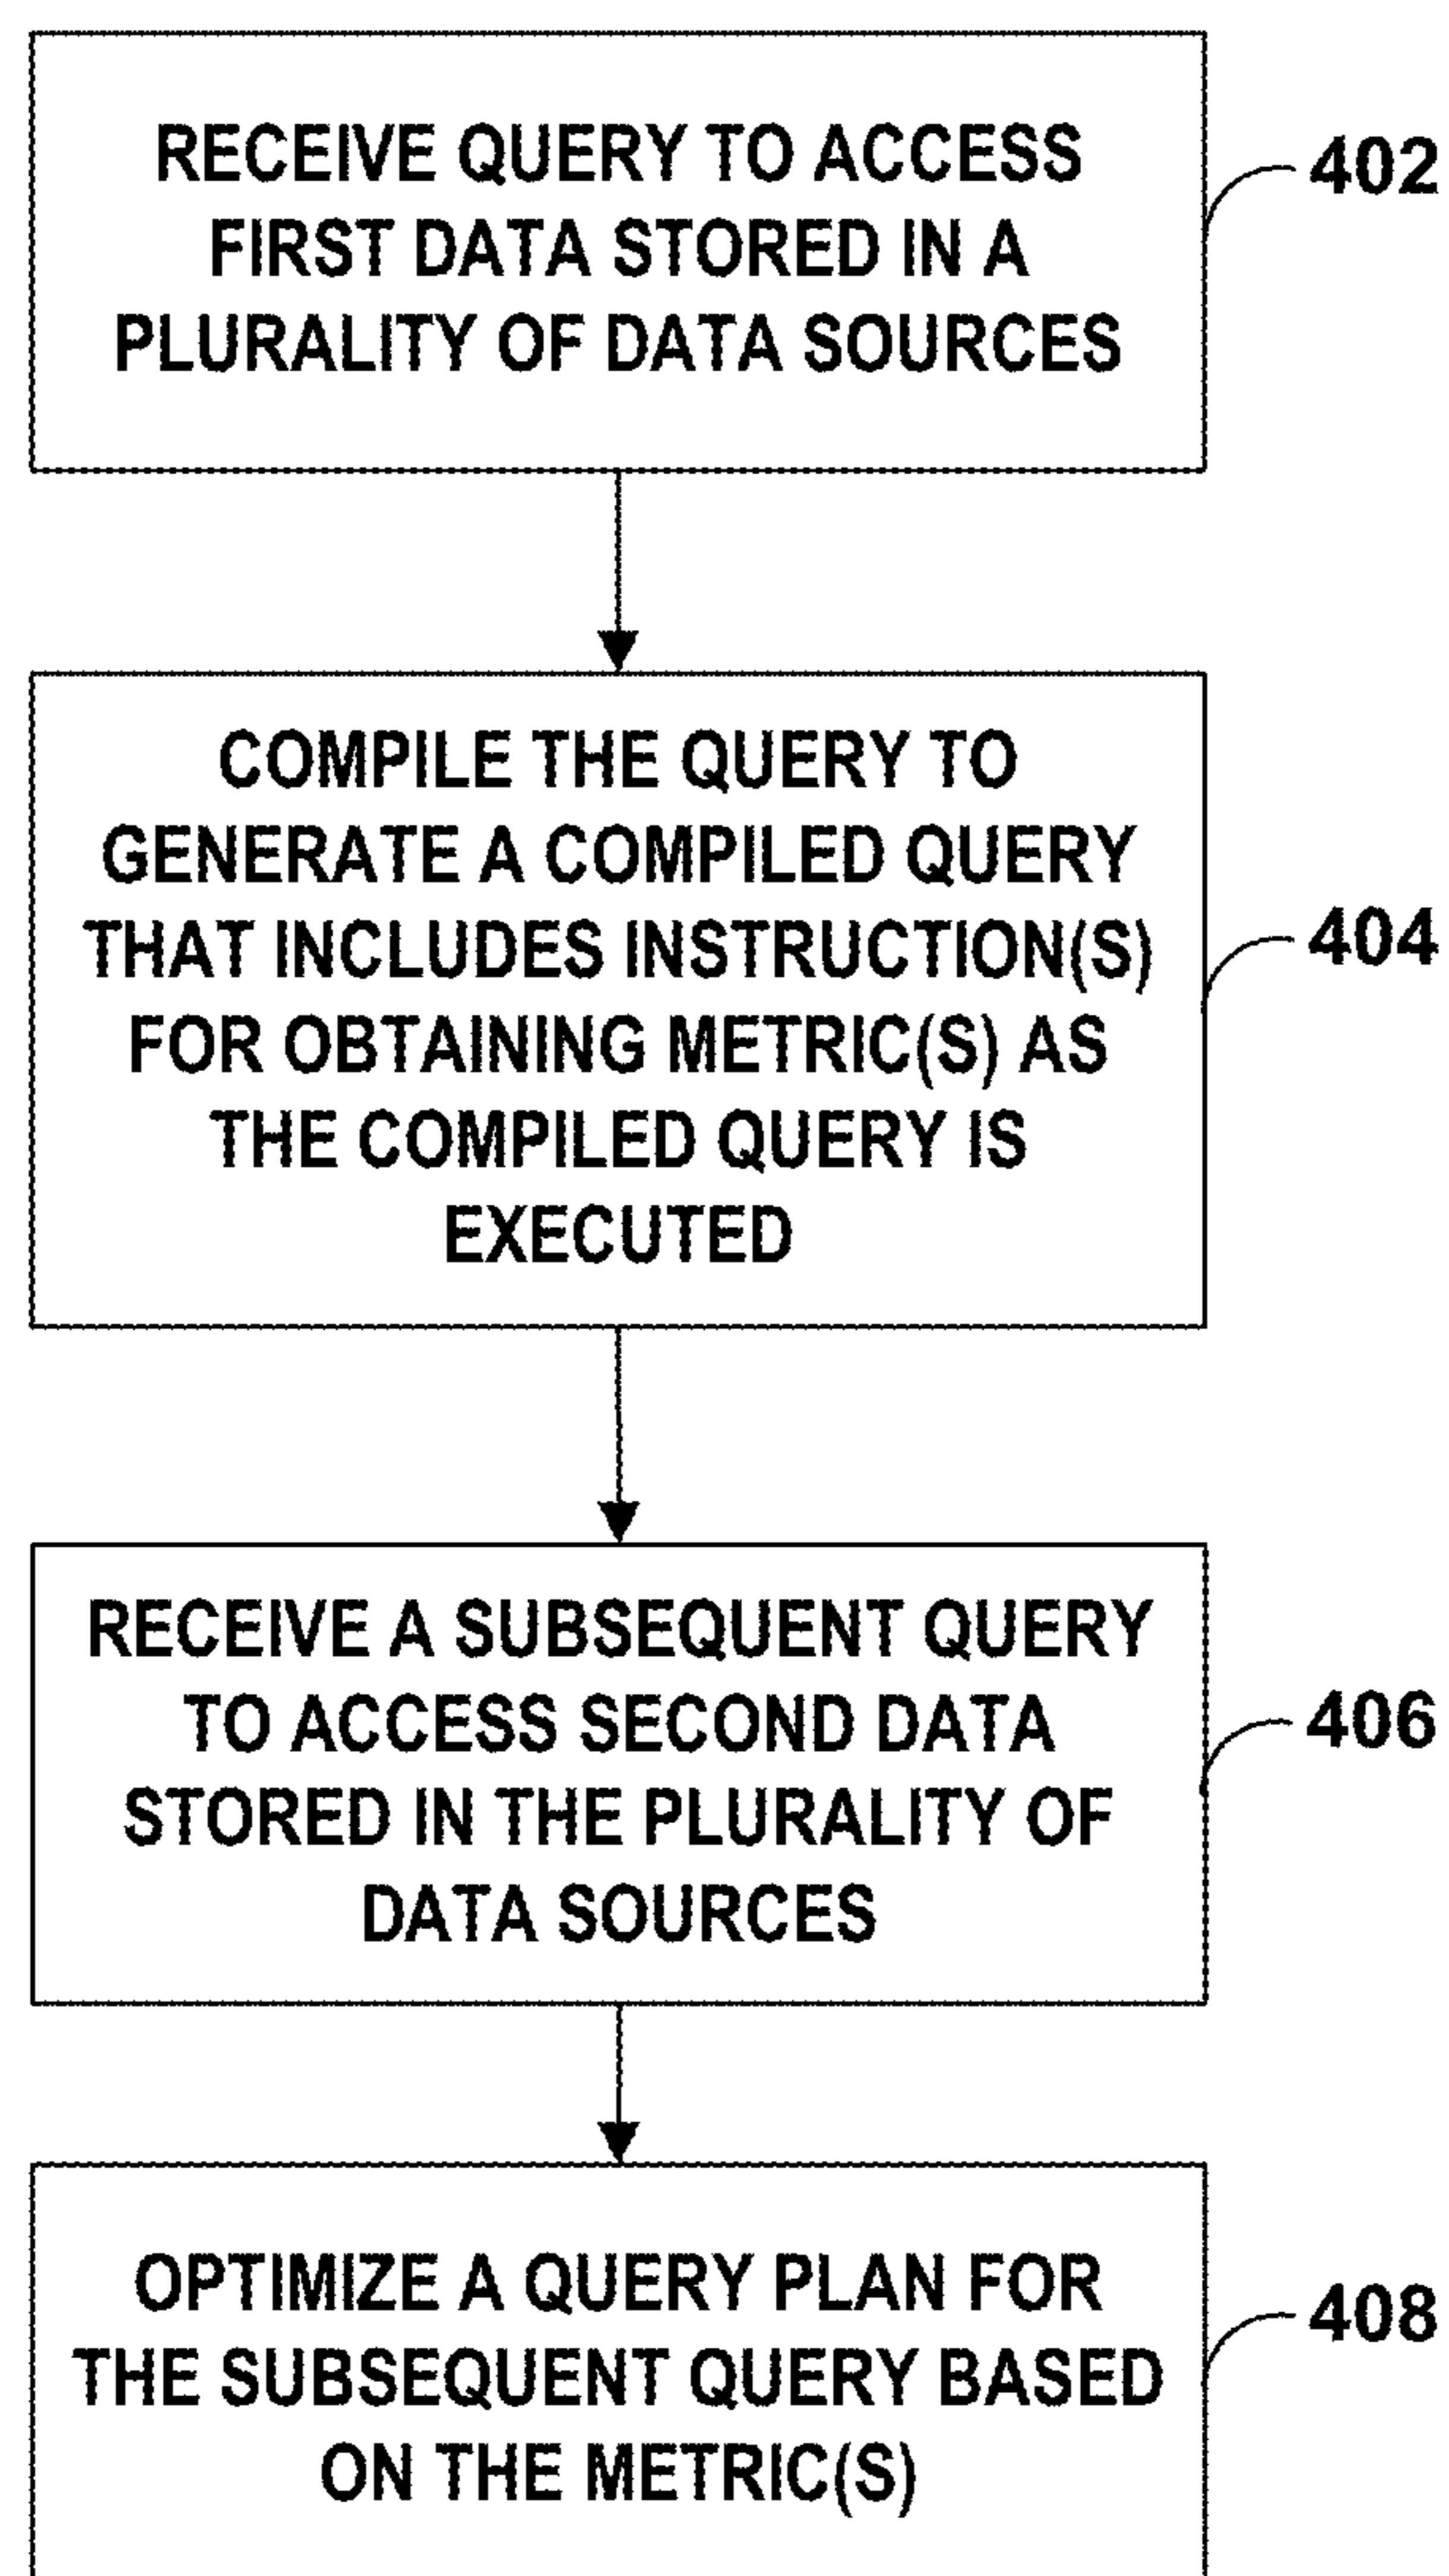 RECEIVE QUERY TO ACCESS
FIRST DATA STORED IN A
PLURALITY OF DATA SOURCES
402
COMPILE THE QUERY TO
GENERATE A COMPILED QUERY
THAT INCLUDES INSTRUCTION(S)
FOR OBTAINING METRIC(S) AS
THE COMPILED QUERY IS
EXECUTED
404
RECEIVE A SUBSEQUENT QUERY
TO ACCESS SECOND DATA
STORED IN THE PLURALITY OF
DATA SOURCES
406
OPTIMIZE A QUERY PLAN FOR
THE SUBSEQUENT QUERY BASED
ON THE METRIC(S)
408